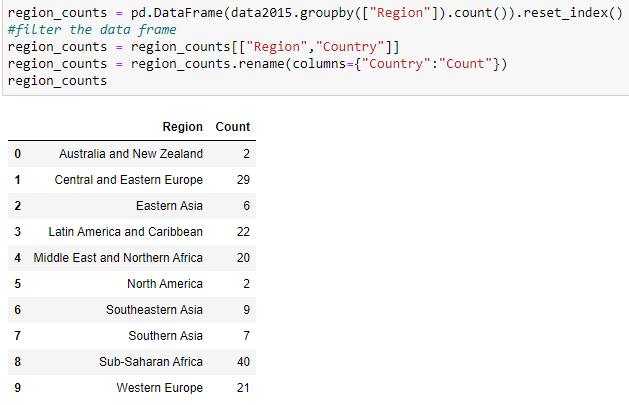 region_counts = pd.DataFrame(data2015.groupby(["Region"]).count()).reset_index()
#filter the data frame
region_counts = region_counts[["Region","Country"]]
region_counts = region_counts.rename(columns={"Country":"Count"})
region_counts
Region Count
0 Australia and New Zealand 2
1 Central and Eastern Europe 29
2 Eastern Asia 6
3 Latin America and Caribbean 22
4 Middle East and Northern Africa 20
5 North America 2
6 Southeastern Asia 9
7 Southern Asia 7
8 Sub-Saharan Africa 40
9 Western Europe 21